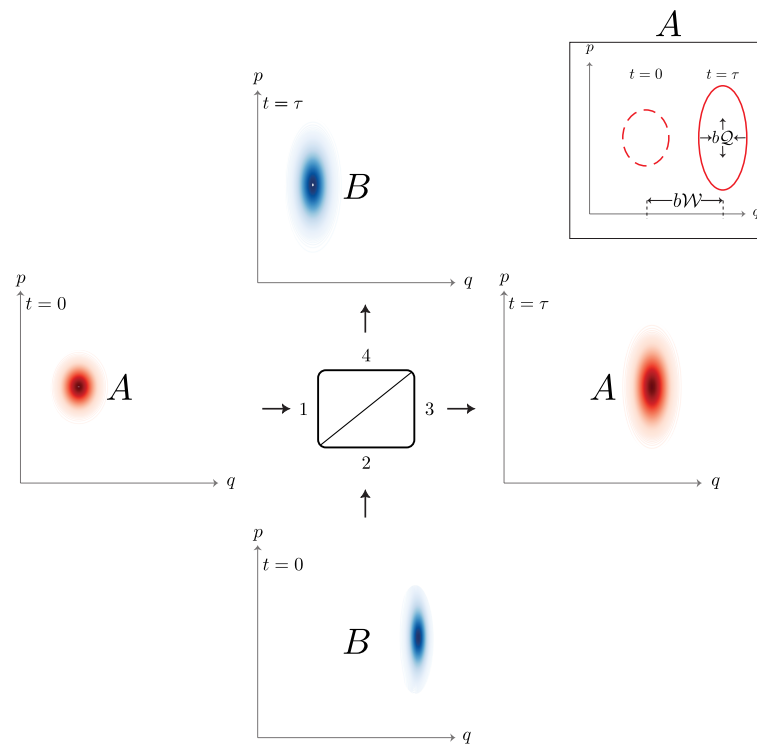 A
p
t = 0
t = τ
b𝒬
b𝒲
q
p
t = τ
B
q
p
t = 0
A
q
p
t = τ
A
q
4
1
3
2
p
t = 0
B
q